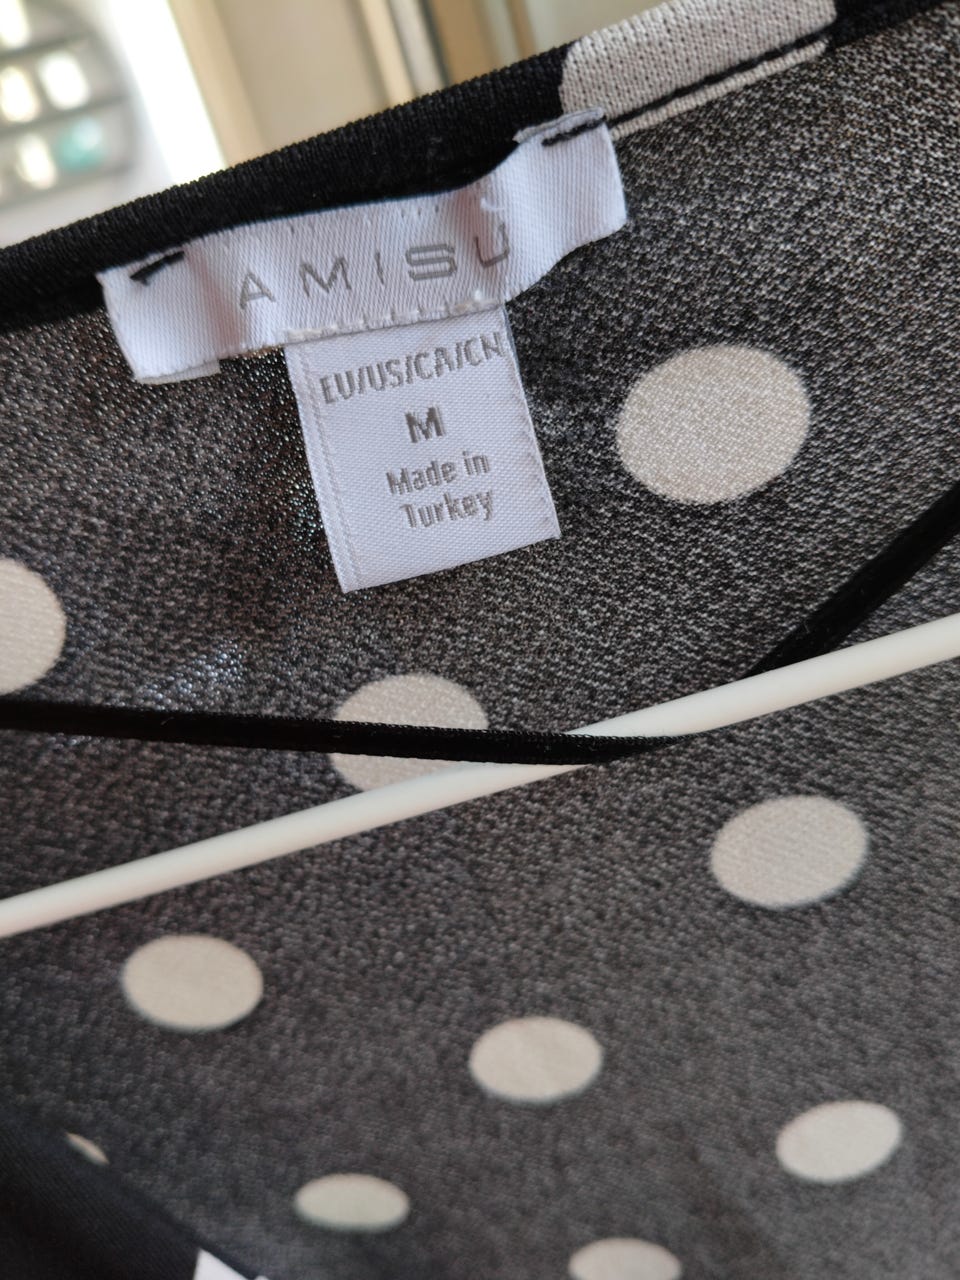 AMISU
EU/US/CA/CN
M
Made in
Turkey